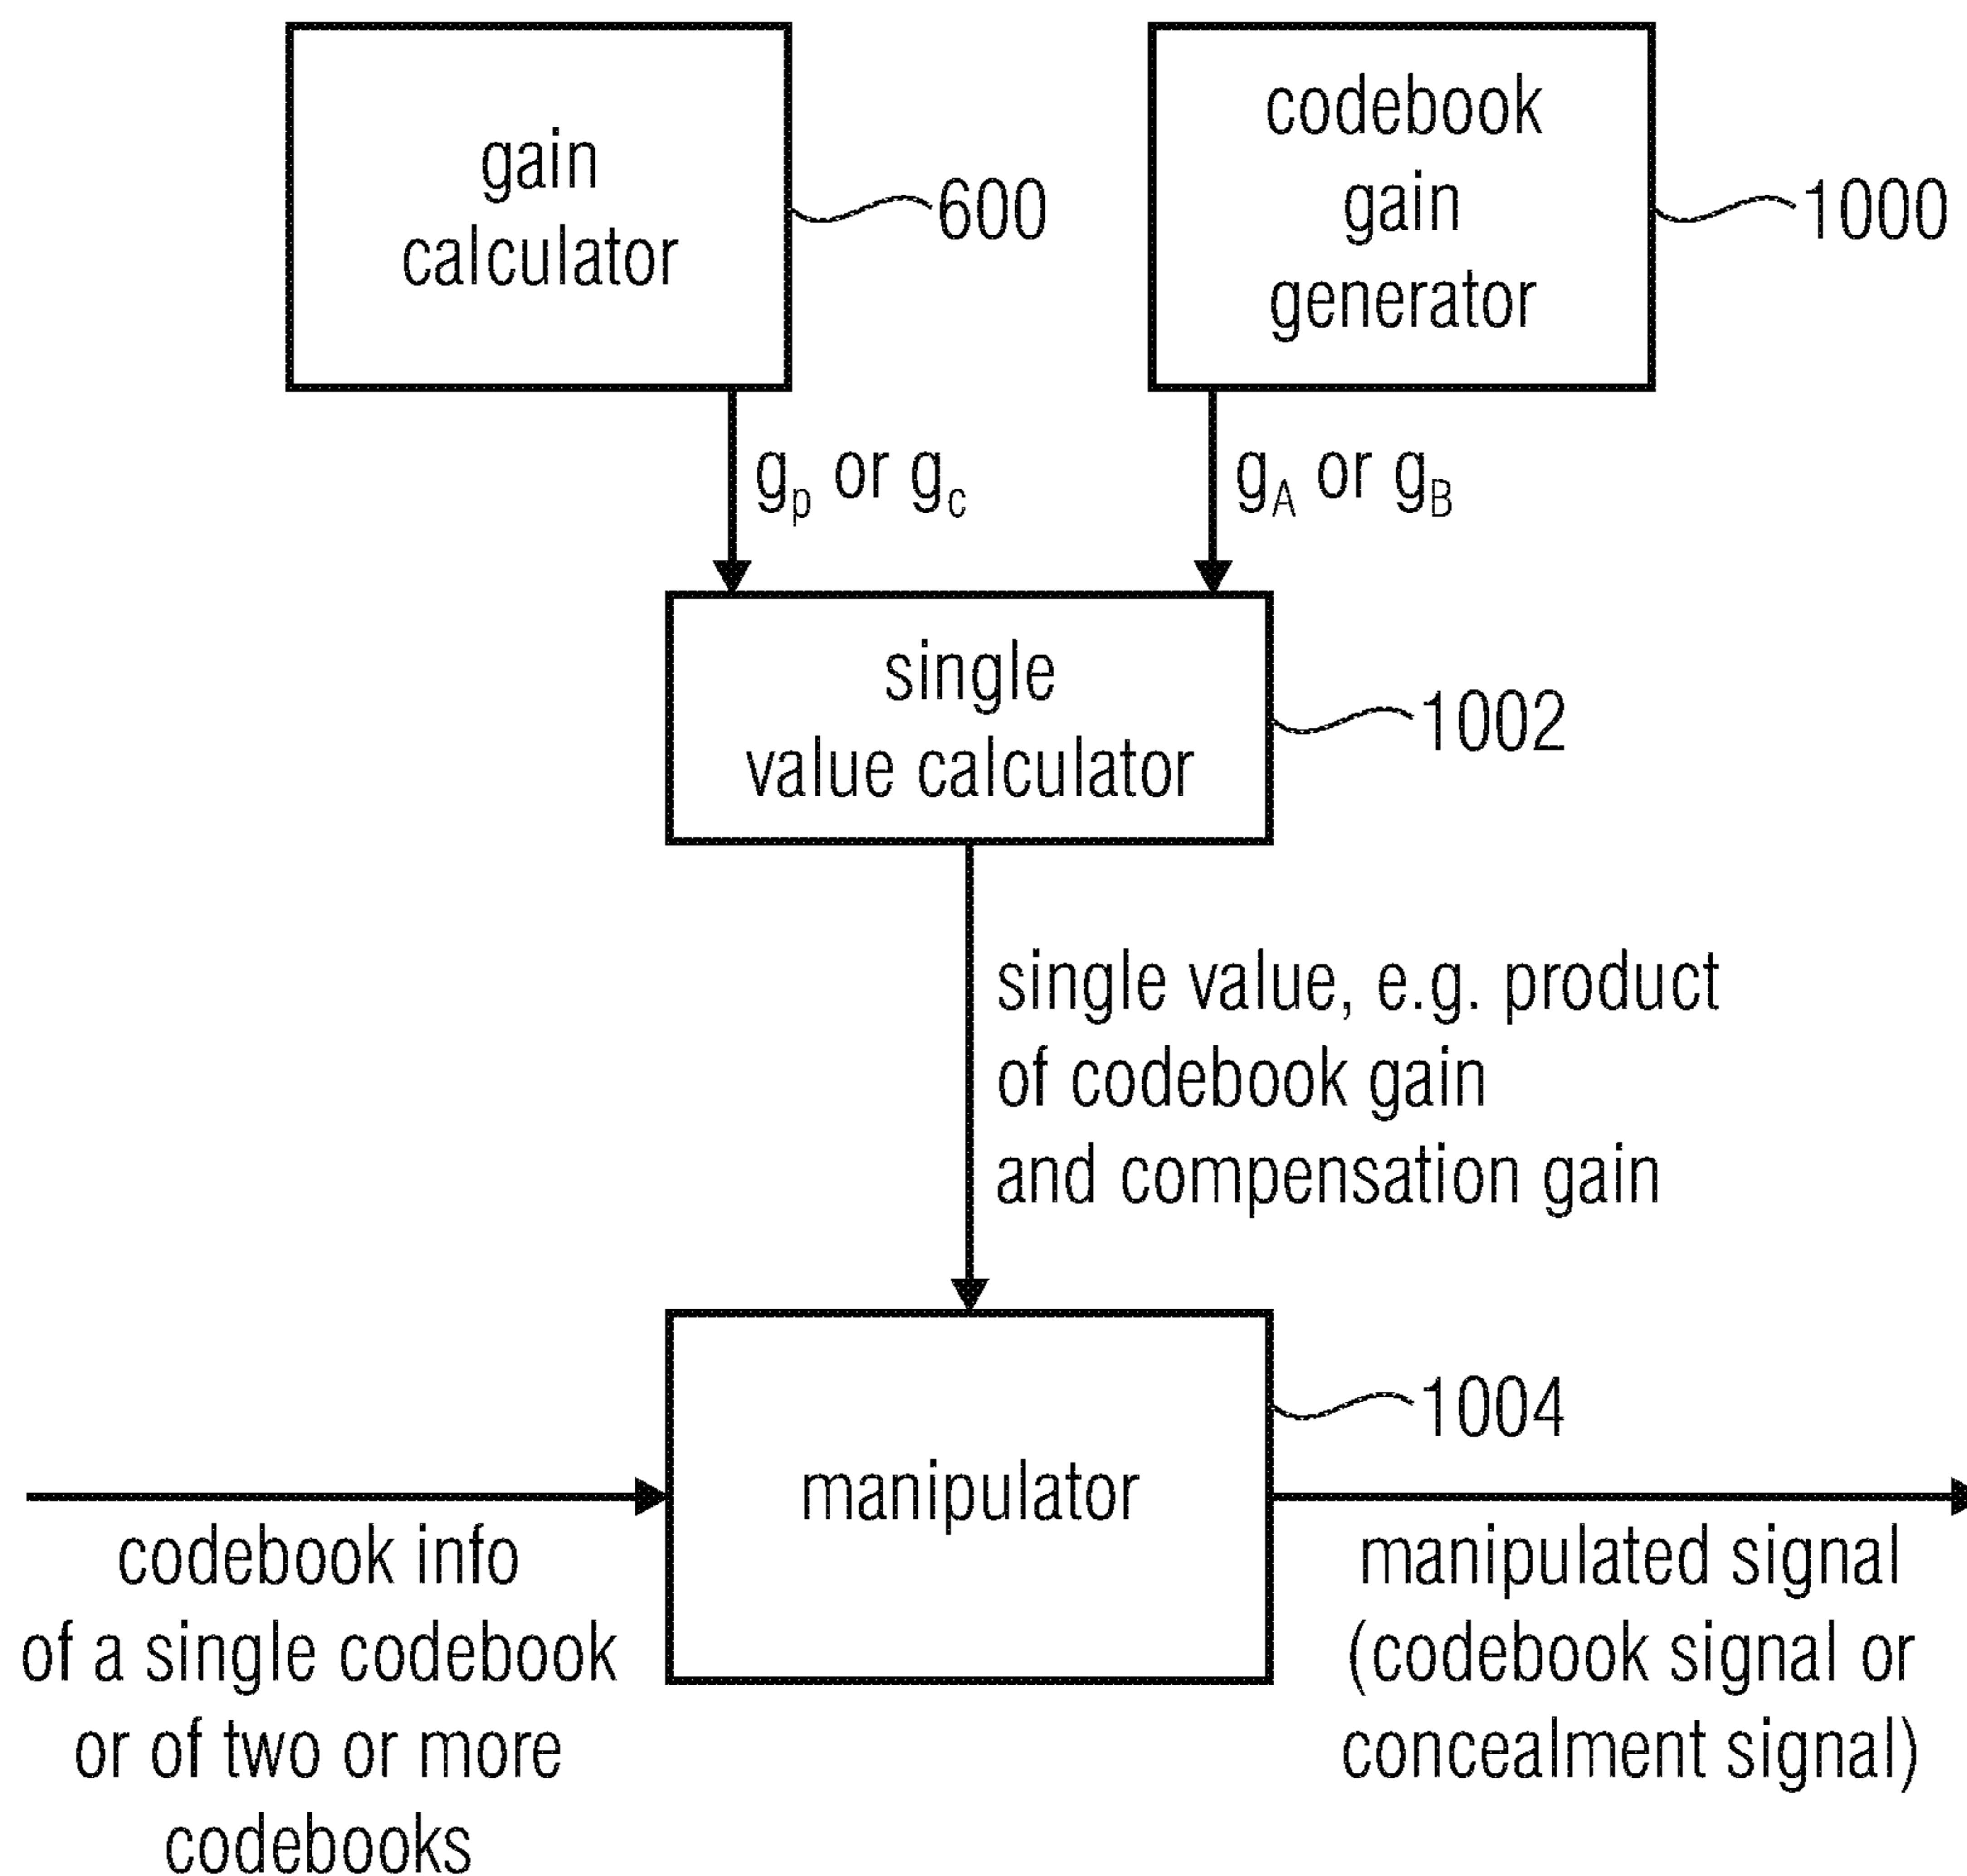 gain
calculator
600
codebook
gain
generator
1000
gp or gc
gA or gB
single
value calculator
1002
single value, e.g. product
of codebook gain
and compensation gain
manipulator
1004
codebook info
of a single codebook
or of two or more
codebooks
manipulated signal
(codebook signal or
concealment signal)